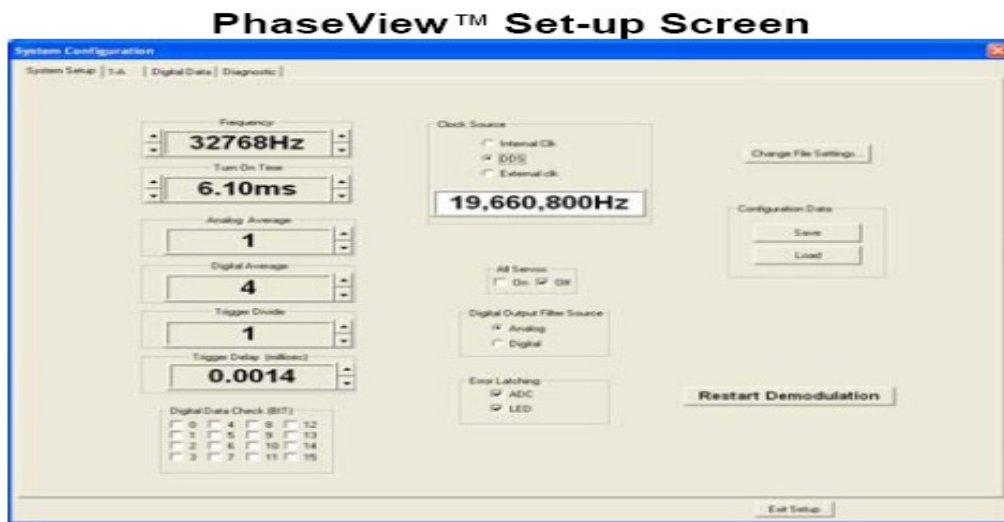 PhaseView™ Set-up Screen
System Configuration
System Setup T-A Digital Data Diagnostic
Frequency
32768Hz
Turn On Time
6.10ms
Analog Average
1
Digital Average
4
Trigger Divide
1
Trigger Delay (millisec)
0.0014
Digital Data Check (BIT)
0 4 8 12
1 5 9 13
2 6 10 14
3 7 11 15
Clock Source
Internal Clk
DDS
External clk
19,660,800Hz
All Servos
On Off
Digital Output Filter Source
Analog
Digital
Error Latching
ADC
LED
Change File Settings...
Configuration Data
Save
Load
Restart Demodulation
Exit Setup